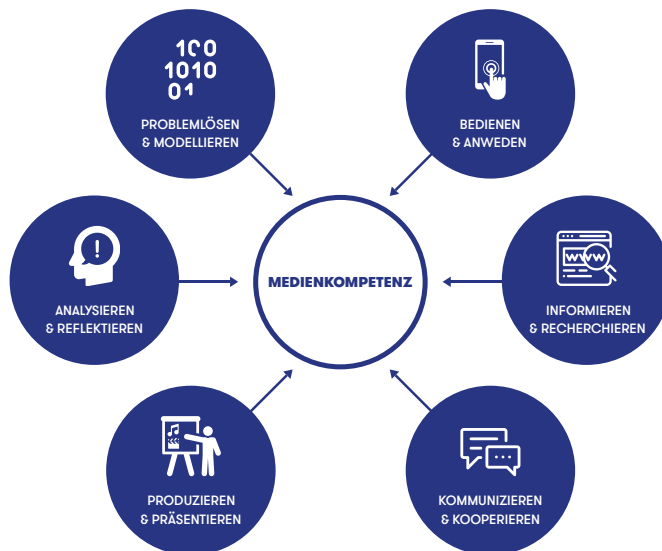 100
1010
01
PROBLEMLÖSEN
& MODELLIEREN
BEDIENEN
& ANWEDEN
ANALYSIEREN
& REFLEKTIEREN
MEDIENKOMPETENZ
www
INFORMIEREN
& RECHERCHIEREN
PRODUZIEREN
& PRÄSENTIEREN
KOMMUNIZIEREN
& KOOPERIEREN